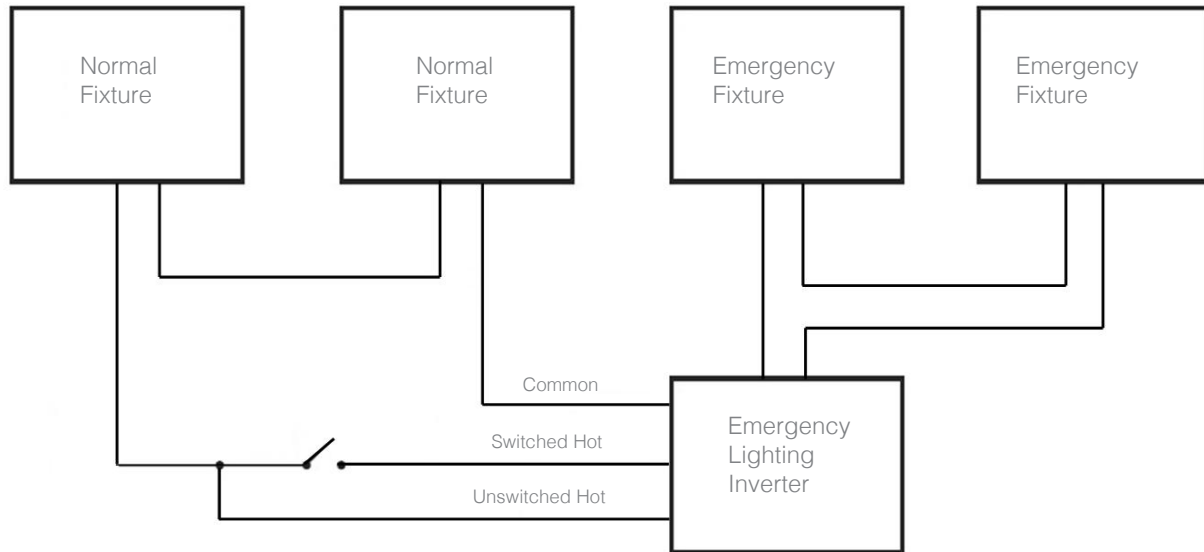 Normal
Fixture
Normal
Fixture
Emergency
Fixture
Emergency
Fixture
Common
Switched Hot
Unswitched Hot
Emergency
Lighting
Inverter